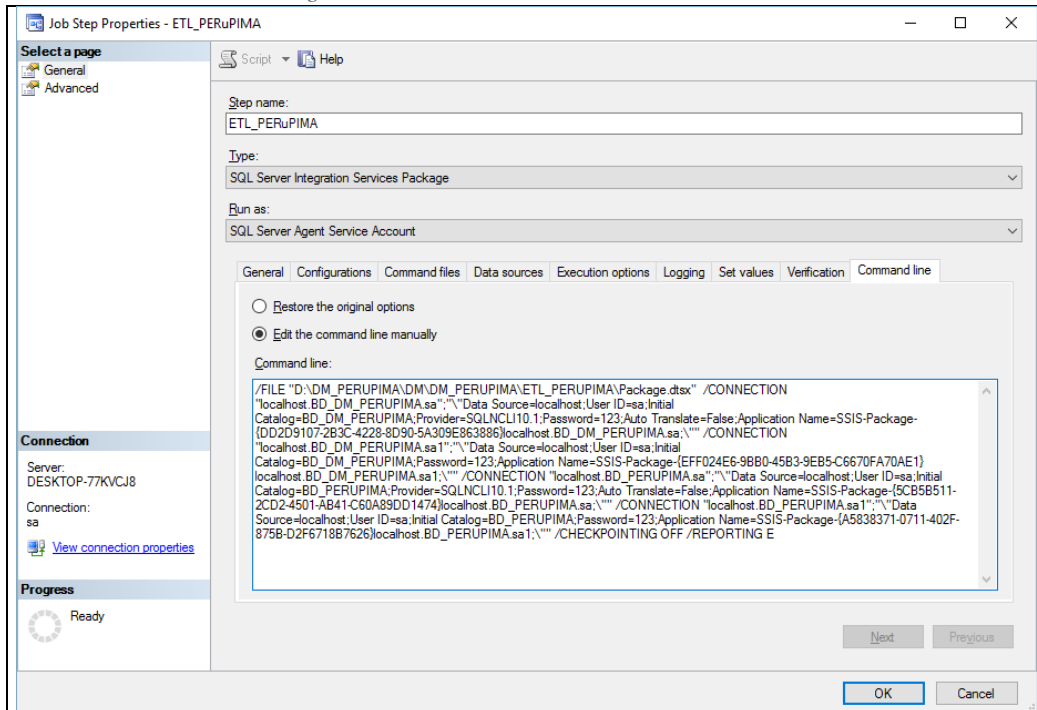 Job Step Properties - ETL_PERuPIMA
Select a page
General
Advanced
Script
Help
Step name:
ETL_PERuPIMA
Type:
SQL Server Integration Services Package
Run as:
SQL Server Agent Service Account
General Configurations Command files Data sources Execution options Logging Set values Verification Command line
Restore the original options
Edit the command line manually
Command line:
/FILE "D:\DM_PERUPIMA\DM\DM_PERUPIMA\ETL_PERUPIMA\Package.dtsx" /CONNECTION
"localhost.BD_DM_PERUPIMA.sa";"\"Data Source=localhost;User ID=sa;Initial
Catalog=BD_DM_PERUPIMA;Provider=SQLNCLI10.1;Password=123;Auto Translate=False;Application Name=SSIS-Package-
{DD2D9107-2B3C-4228-8D90-5A309E863886}localhost.BD_DM_PERUPIMA.sa;\"" /CONNECTION
"localhost.BD_DM_PERUPIMA.sa1";"\"Data Source=localhost;User ID=sa;Initial
Catalog=BD_DM_PERUPIMA;Password=123;Application Name=SSIS-Package-{EFF024E6-9BB0-45B3-9EB5-C6670FA70AE1}
localhost.BD_DM_PERUPIMA.sa1;\"" /CONNECTION "localhost.BD_PERUPIMA.sa";"\"Data Source=localhost;User ID=sa;Initial
Catalog=BD_PERUPIMA;Provider=SQLNCLI10.1;Password=123;Auto Translate=False;Application Name=SSIS-Package-{5CB5B511-
2CD2-4501-AB41-C60A89DD1474}localhost.BD_PERUPIMA.sa;\"" /CONNECTION "localhost.BD_PERUPIMA.sa1";"\"Data
Source=localhost;User ID=sa;Initial Catalog=BD_PERUPIMA;Password=123;Application Name=SSIS-Package-{A5838371-0711-402F-
875B-D2F6718B7626}localhost.BD_PERUPIMA.sa1;\"" /CHECKPOINTING OFF /REPORTING E
Connection
Server:
DESKTOP-77KVCJ8
Connection:
sa
View connection properties
Progress
Ready
Next
Previous
OK
Cancel